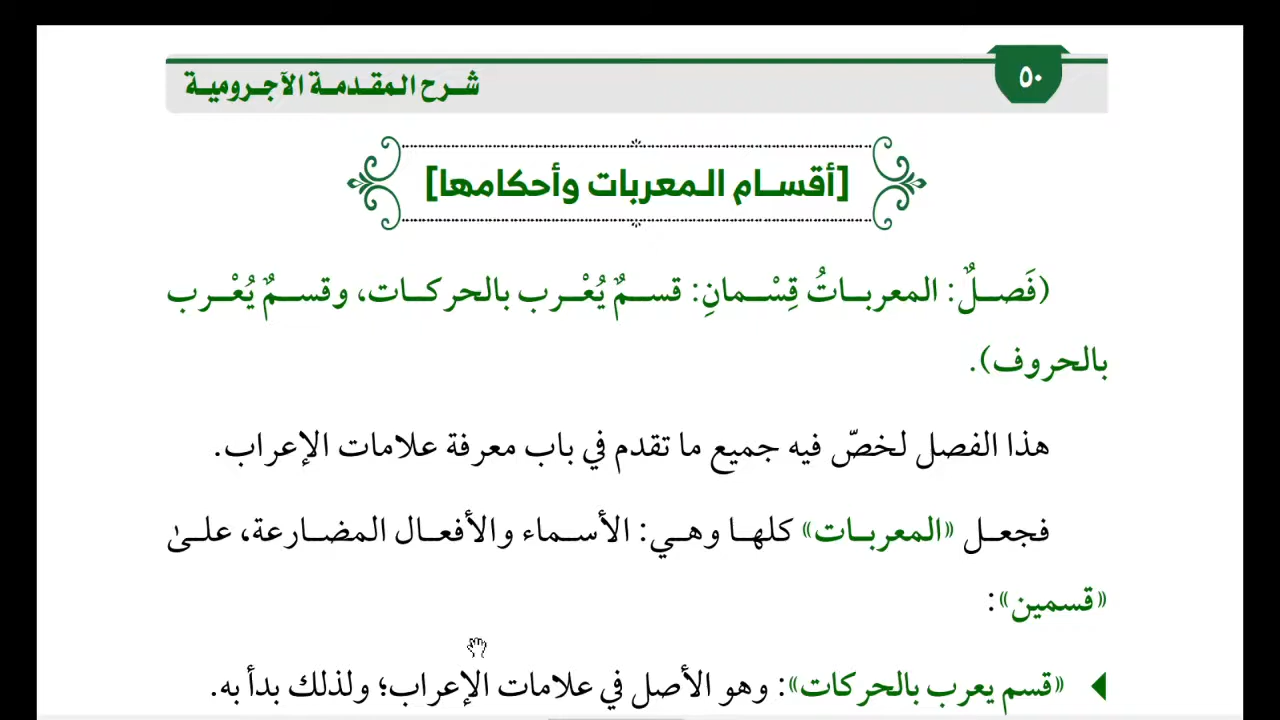 ٥٠
شرح المقدمة الآجرومية
[أقسام المعربات وأحكامها]
(فَصلٌ: المعرباتُ قِسْمانِ: قسمٌ يُعْرب بالحركات، وقسمٌ يُعْرب
بالحروف).
هذا الفصل لخصّ فيه جميع ما تقدم في باب معرفة علامات الإعراب.
فجعل «المعربات» كلها وهي: الأسماء والأفعال المضارعة، علىٰ
«قسمين»:
«قسم يعرب بالحركات»: وهو الأصل في علامات الإعراب؛ ولذلك بدأ به.